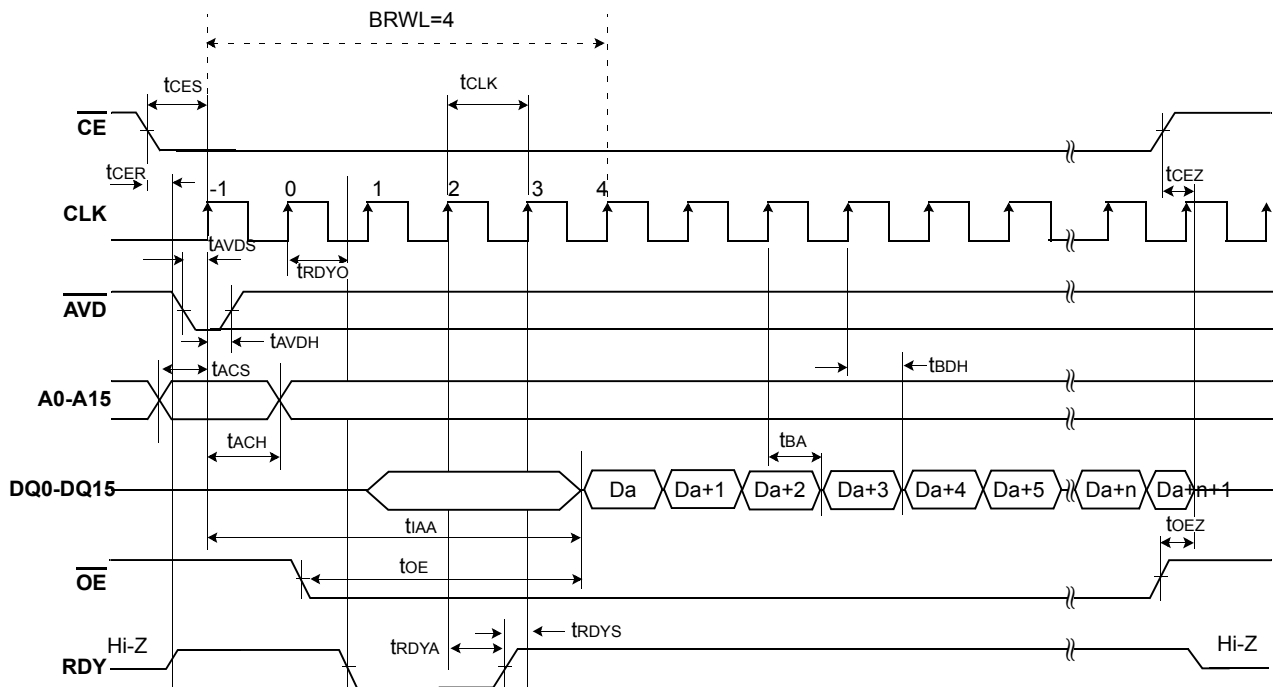 BRWL=4
tCES
tCLK
CE
tCER
tCEZ
-1 0 1 2 3 4
CLK
tAVDS
tRDYO
AVD
tAVDH
tACS
tBDH
A0-A15
tACH
tBA
DQ0-DQ15
Da Da+1 Da+2 Da+3 Da+4 Da+5 Da+n Da+n+1
tIAA
tOEZ
tOE
OE
tRDYS
Hi-Z
tRDYA
Hi-Z
RDY